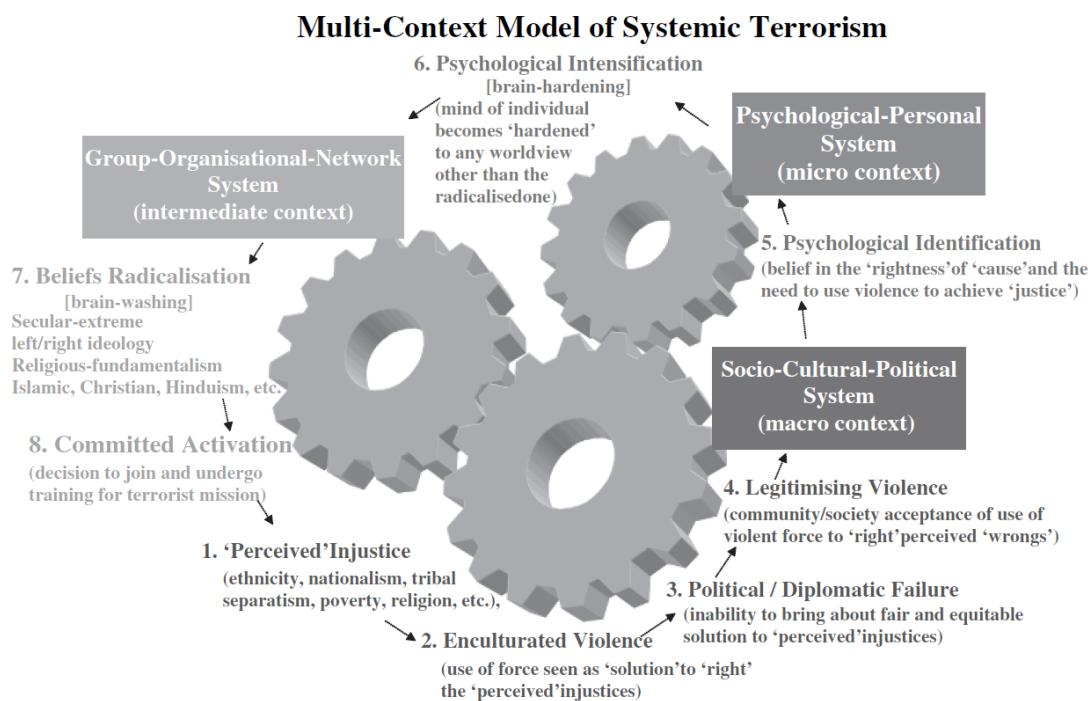 Multi-Context Model of Systemic Terrorism
6. Psychological Intensification
[brain-hardening]
(mind of individual
becomes ‘hardened’
to any worldview
other than the
radicalisedone)
Psychological-Personal
System
(micro context)
Group-Organisational-Network
System
(intermediate context)
5. Psychological Identification
(belief in the ‘rightness’of ‘cause’and the
need to use violence to achieve ‘justice’)
7. Beliefs Radicalisation
[brain-washing]
Secular-extreme
left/right ideology
Religious-fundamentalism
Islamic, Christian, Hinduism, etc.
Socio-Cultural-Political
System
(macro context)
8. Committed Activation
(decision to join and undergo
training for terrorist mission)
4. Legitimising Violence
(community/society acceptance of use of
violent force to ‘right’perceived ‘wrongs’)
1. ‘Perceived’Injustice
(ethnicity, nationalism, tribal
separatism, poverty, religion, etc.),
3. Political / Diplomatic Failure
(inability to bring about fair and equitable
solution to ‘perceived’injustices)
2. Enculturated Violence
(use of force seen as ‘solution’to ‘right’
the ‘perceived’injustices)